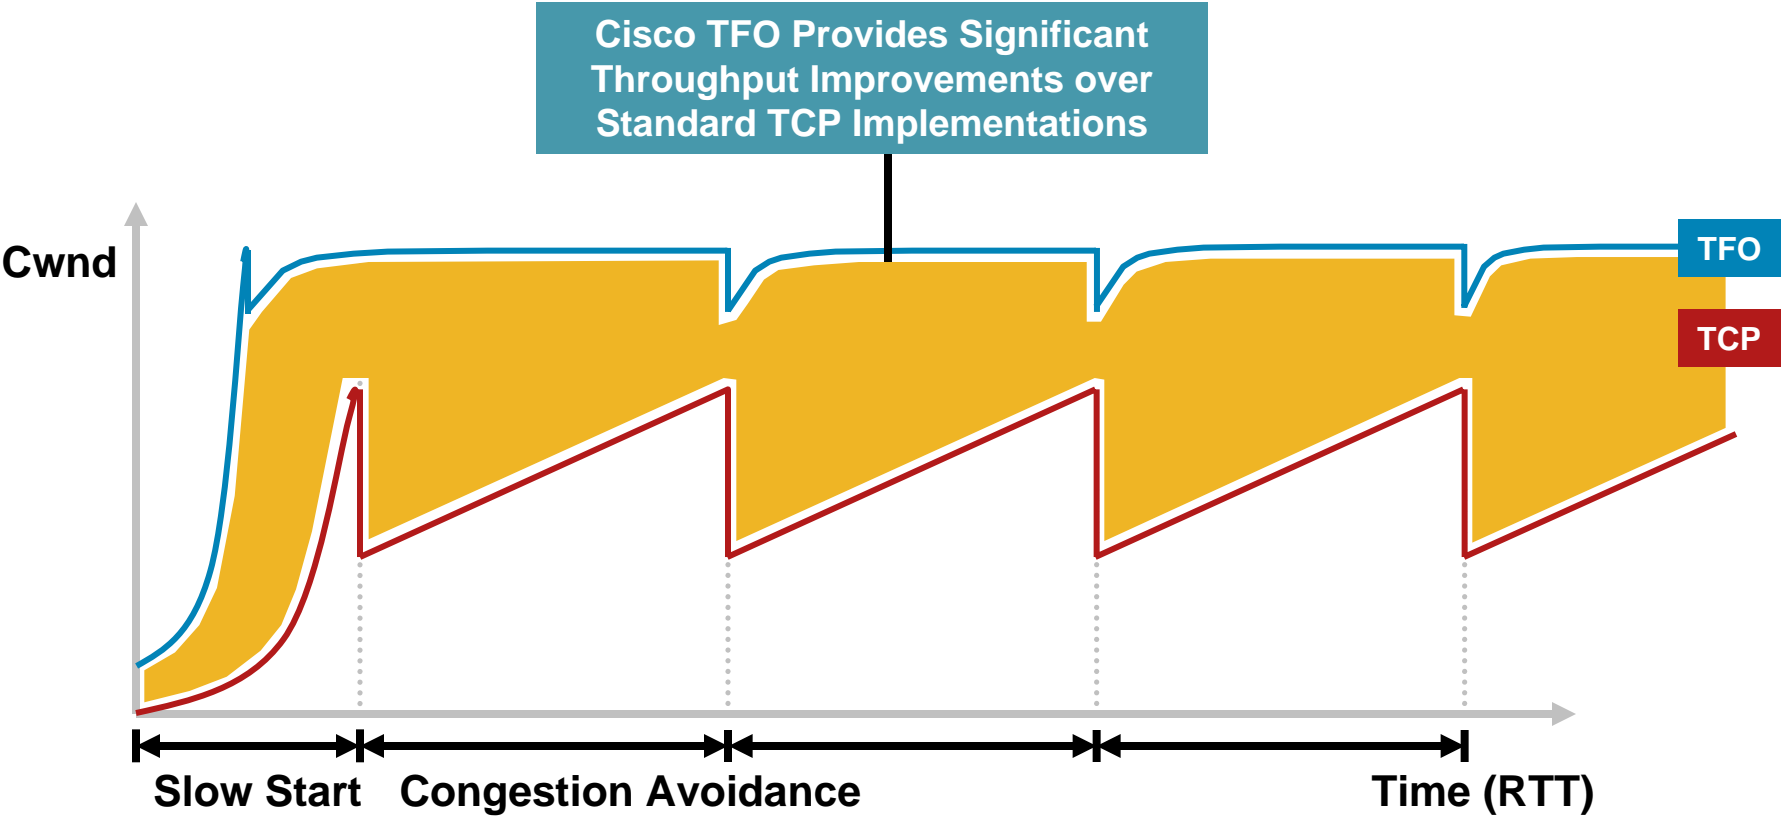 Cisco TFO Provides Significant
Throughput Improvements over
Standard TCP Implementations
Cwnd
TFO
TCP
Slow Start
Congestion Avoidance
Time (RTT)